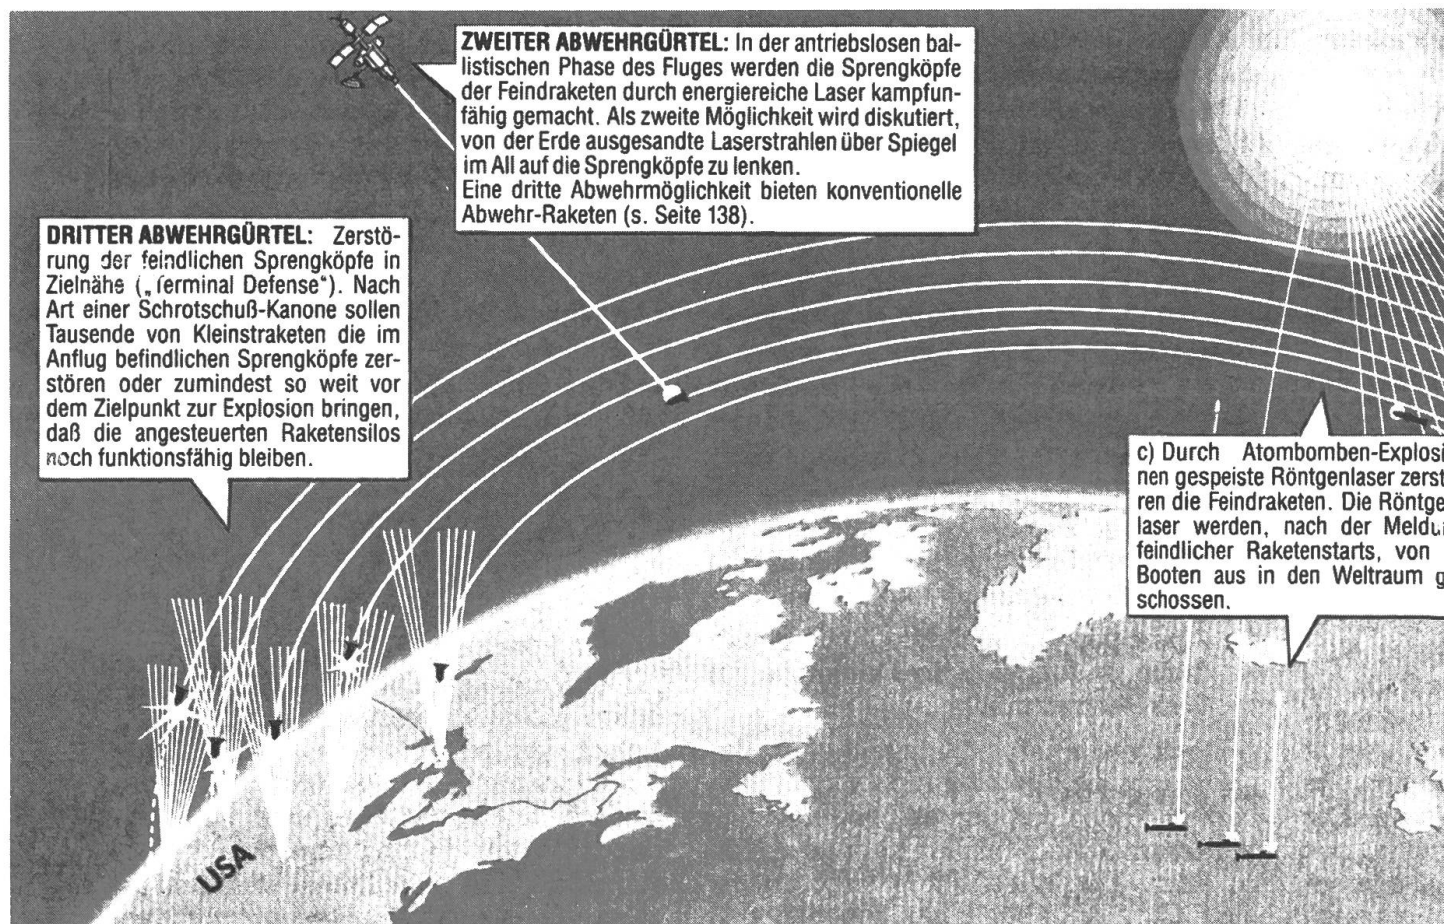 ZWEITER ABWEHRGÜRTEL: In der antriebslosen bal-
listischen Phase des Fluges werden die Sprengköpfe
der Feindraketen durch energiereiche Laser kampfun-
fähig gemacht. Als zweite Möglichkeit wird diskutiert,
von der Erde ausgesandte Laserstrahlen über Spiegel
im All auf die Sprengköpfe zu lenken.
Eine dritte Abwehrmöglichkeit bieten konventionelle
Abwehr-Raketen (s. Seite 138).
DRITTER ABWEHRGÜRTEL: Zerstö-
rung der feindlichen Sprengköpfe in
Zielnähe („Terminal Defense“). Nach
Art einer Schrotschuß-Kanone sollen
Tausende von Kleinstraketen die im
Anflug befindlichen Sprengköpfe zer-
stören oder zumindest so weit vor
dem Zielpunkt zur Explosion bringen,
daß die angesteuerten Raketensilos
noch funktionsfähig bleiben.
c) Durch Atombomben-Explosi
nen gespeiste Röntgenlaser zerst
ren die Feindraketen. Die Röntge
laser werden, nach der Meldu
feindlicher Raketenstarts, von
Booten aus in den Weltraum g
schossen.
USA